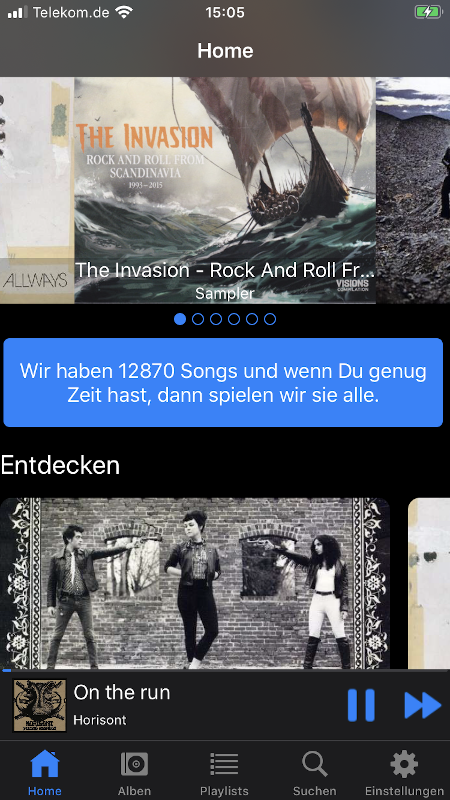 Telekom.de 15:05
Home
THE INVASION
ROCK AND ROLL FROM
SCANDINAVIA
1993–2015
ALLWAYS
The Invasion - Rock And Roll Fr...
Sampler
VISIONS
COMPILATION
Wir haben 12870 Songs und wenn Du genug
Zeit hast, dann spielen wir sie alle.
Entdecken
On the run
Horisont
HORISONT
Home Alben Playlists Suchen Einstellungen